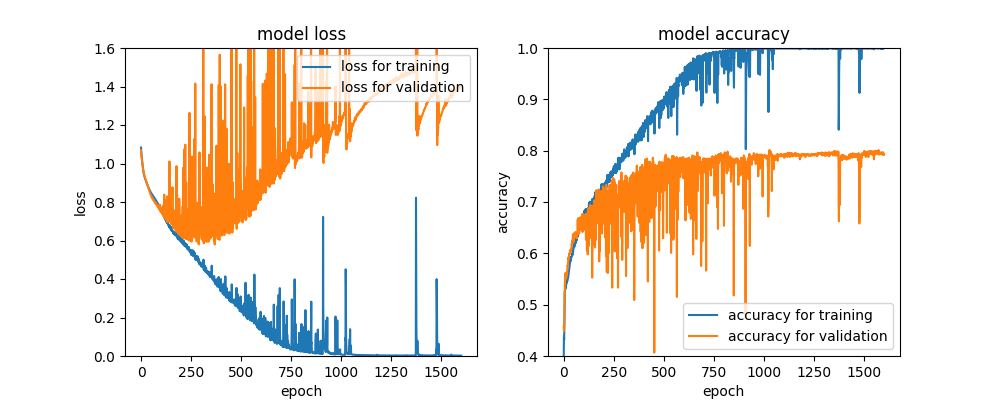 model loss
loss for training
loss for validation
1.6
1.4
1.2
1.0
0.8
0.6
0.4
0.2
0.0
loss
0 250 500 750 1000 1250 1500
epoch
model accuracy
1.0
0.9
0.8
0.7
0.6
0.5
0.4
accuracy
accuracy for training
accuracy for validation
0 250 500 750 1000 1250 1500
epoch